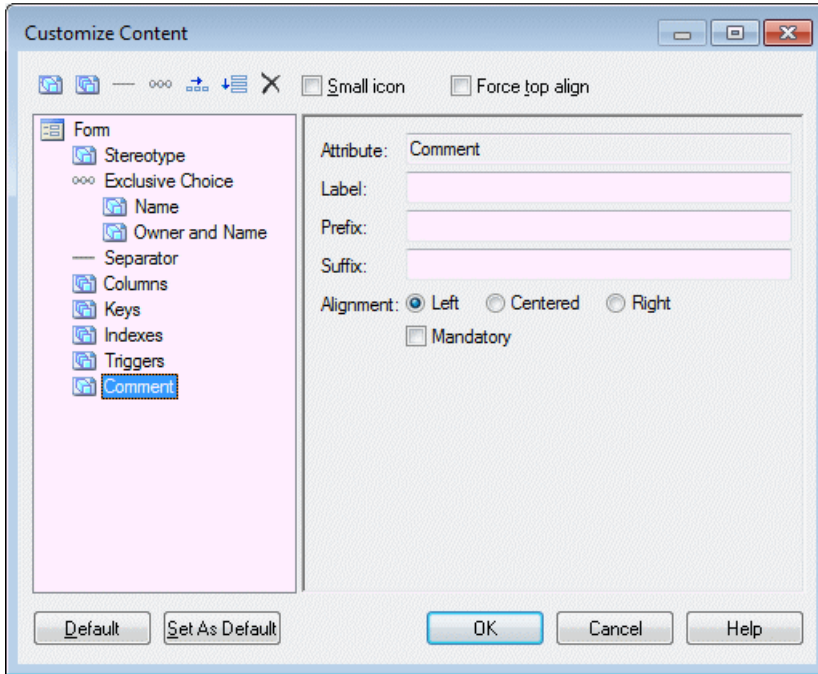 Customize Content
Small icon
Force top align
Form
Stereotype
Exclusive Choice
Name
Owner and Name
Separator
Columns
Keys
Indexes
Triggers
Comment
Attribute: Comment
Label:
Prefix:
Suffix:
Alignment: Left Centered Right
Mandatory
Default Set As Default OK Cancel Help